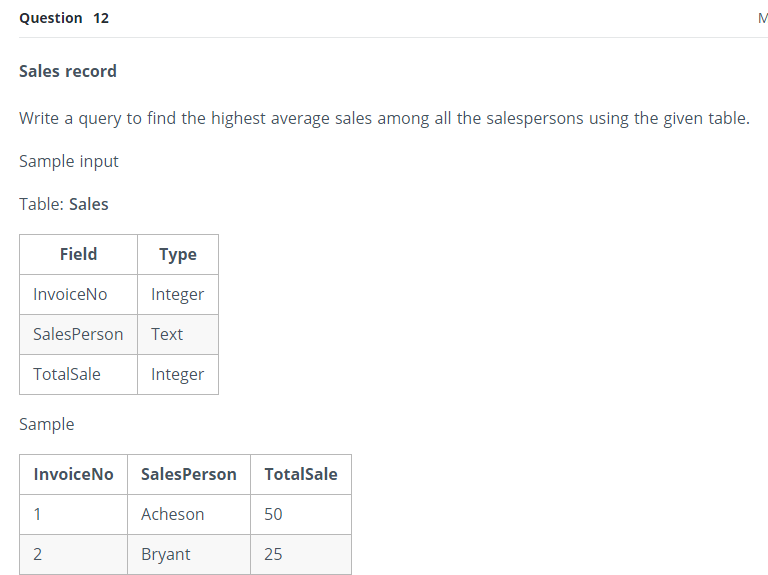 Question 12
M
Sales record
Write a query to find the highest average sales among all the salespersons using the given table.
Sample input
Table: Sales
Field Type
InvoiceNo Integer
SalesPerson Text
TotalSale Integer
Sample
InvoiceNo SalesPerson TotalSale
1 Acheson 50
2 Bryant 25